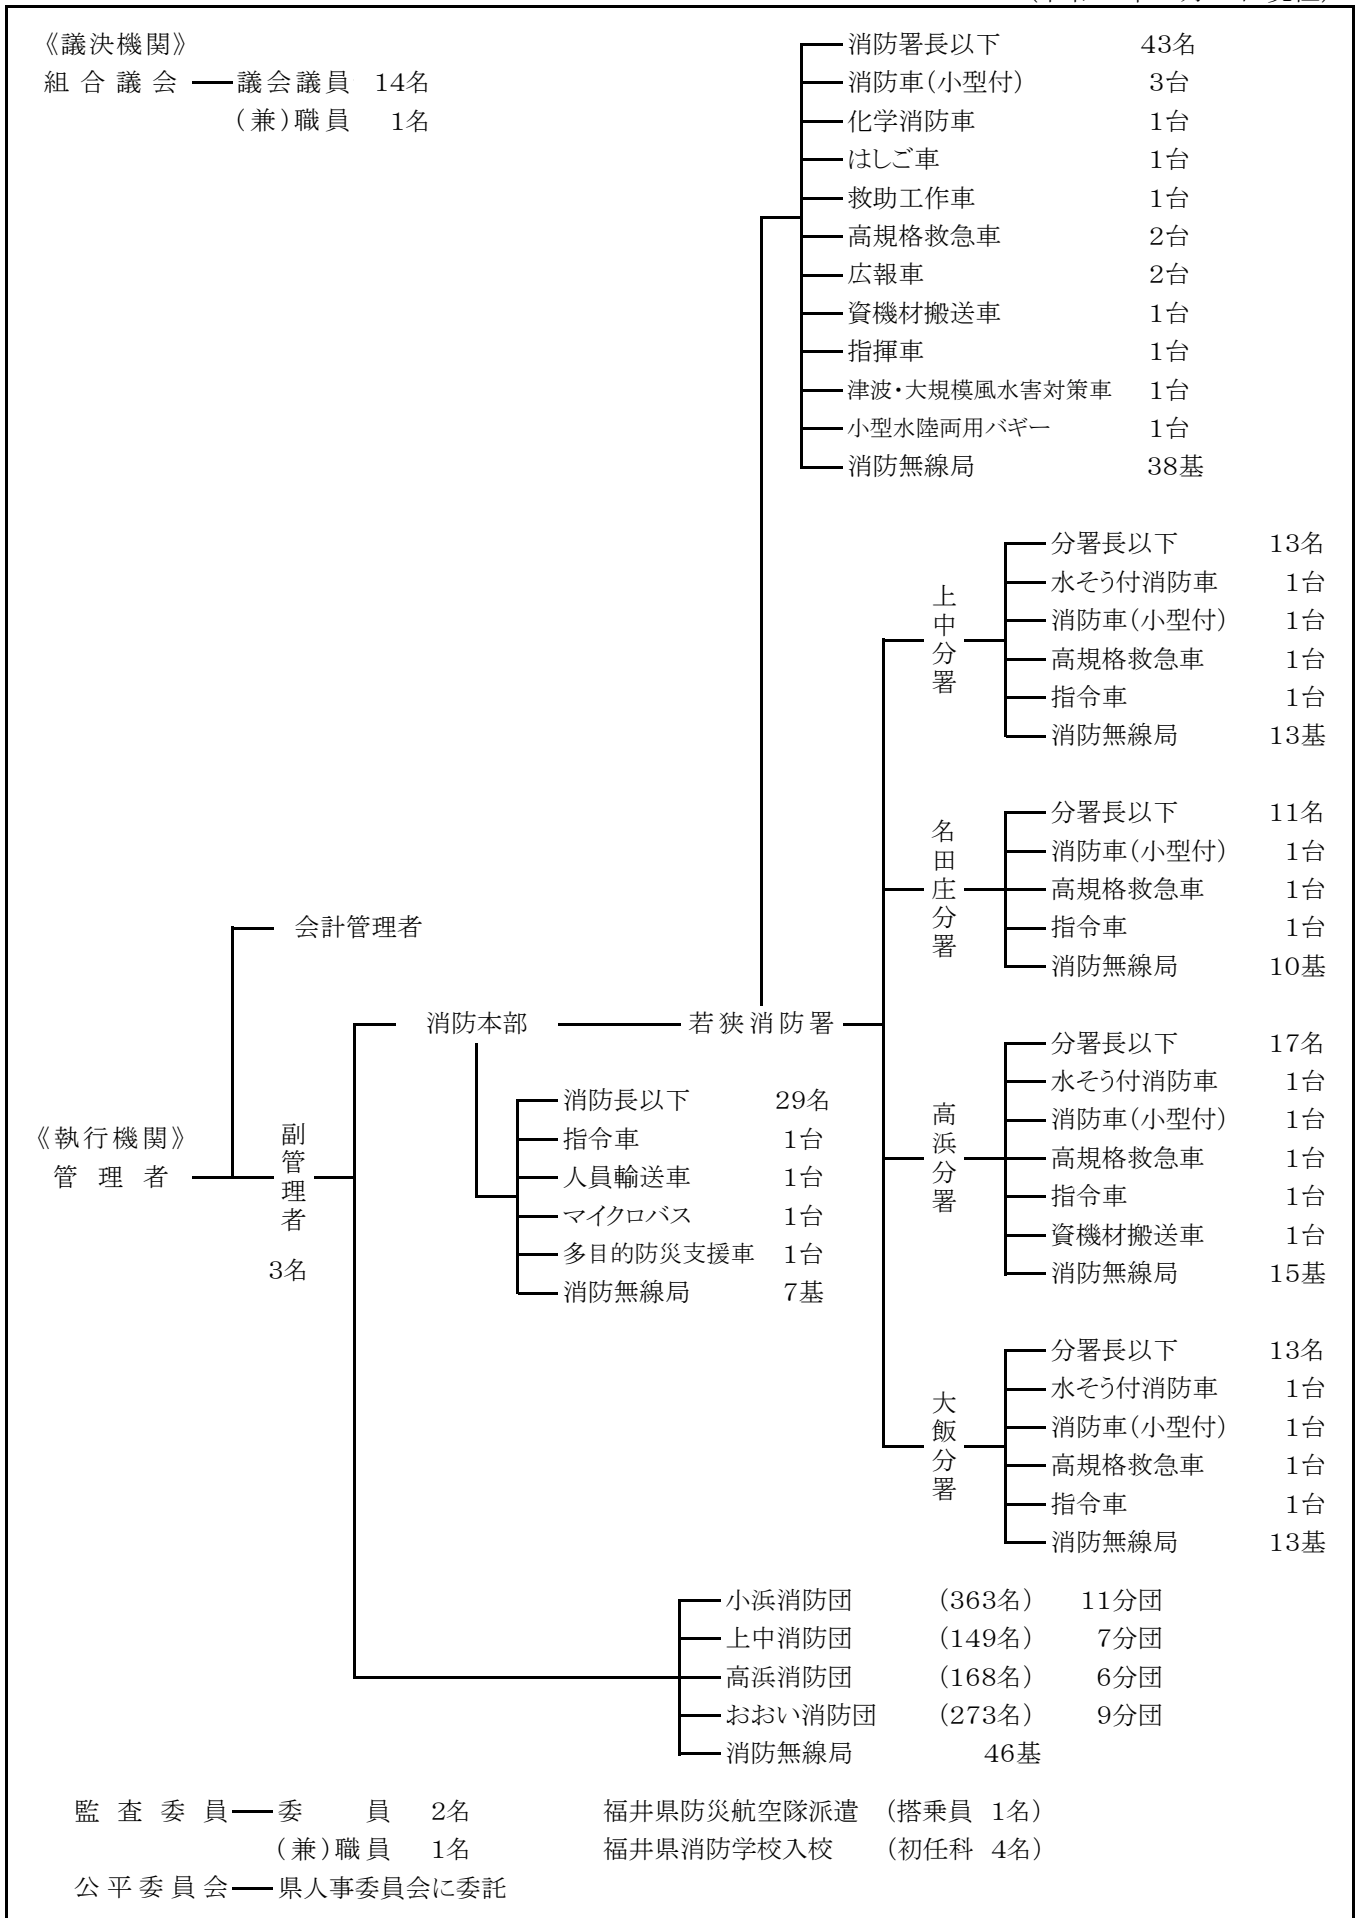 《議決機関》
組合議会 議会議員 14名
(兼)職員 1名
消防署長以下 43名
消防車(小型付) 3台
化学消防車 1台
はしご車 1台
救助工作車 1台
高規格救急車 2台
広報車 2台
資機材搬送車 1台
指揮車 1台
津波・大規模風水害対策車 1台
小型水陸両用バギー 1台
消防無線局 38基
上中分署
分署長以下 13名
水そう付消防車 1台
消防車(小型付) 1台
高規格救急車 1台
指令車 1台
消防無線局 13基
名田庄分署
分署長以下 11名
消防車(小型付) 1台
高規格救急車 1台
指令車 1台
消防無線局 10基
会計管理者
消防本部 若狭消防署
《執行機関》
管理者
副管理者
3名
消防長以下 29名
指令車 1台
人員輸送車 1台
マイクロバス 1台
多目的防災支援車 1台
消防無線局 7基
高浜分署
分署長以下 17名
水そう付消防車 1台
消防車(小型付) 1台
高規格救急車 1台
指令車 1台
資機材搬送車 1台
消防無線局 15基
大飯分署
分署長以下 13名
水そう付消防車 1台
消防車(小型付) 1台
高規格救急車 1台
指令車 1台
消防無線局 13基
小浜消防団 (363名) 11分団
上中消防団 (149名) 7分団
高浜消防団 (168名) 6分団
おおい消防団 (273名) 9分団
消防無線局 46基
監査委員 委員 2名
(兼)職員 1名
公平委員会 県人事委員会に委託
福井県防災航空隊派遣 (搭乗員 1名)
福井県消防学校入校 (初任科 4名)